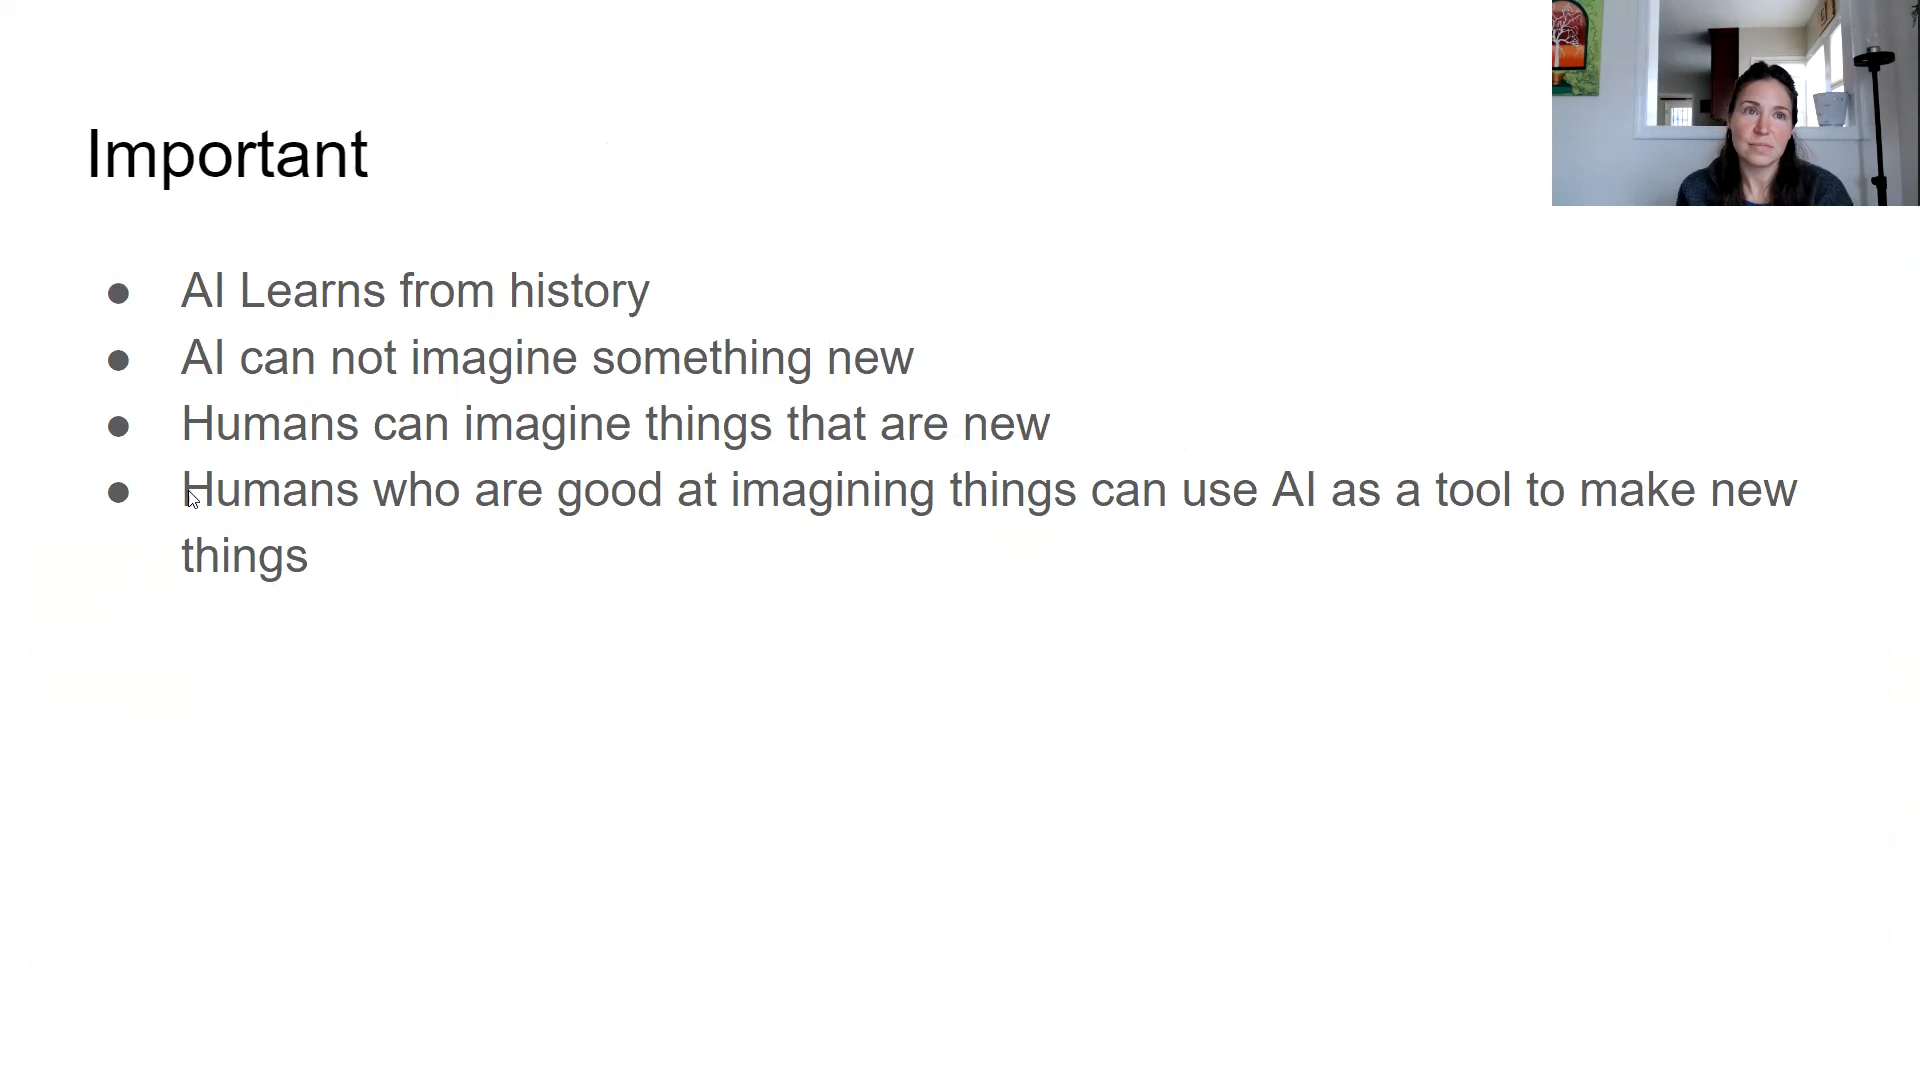 Important
AI Learns from history
AI can not imagine something new
Humans can imagine things that are new
Humans who are good at imagining things can use AI as a tool to make new
things